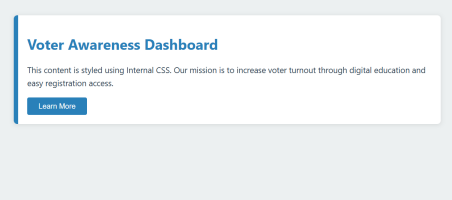 Voter Awareness Dashboard
This content is styled using Internal CSS. Our mission is to increase voter turnout through digital education and
easy registration access.
Learn More